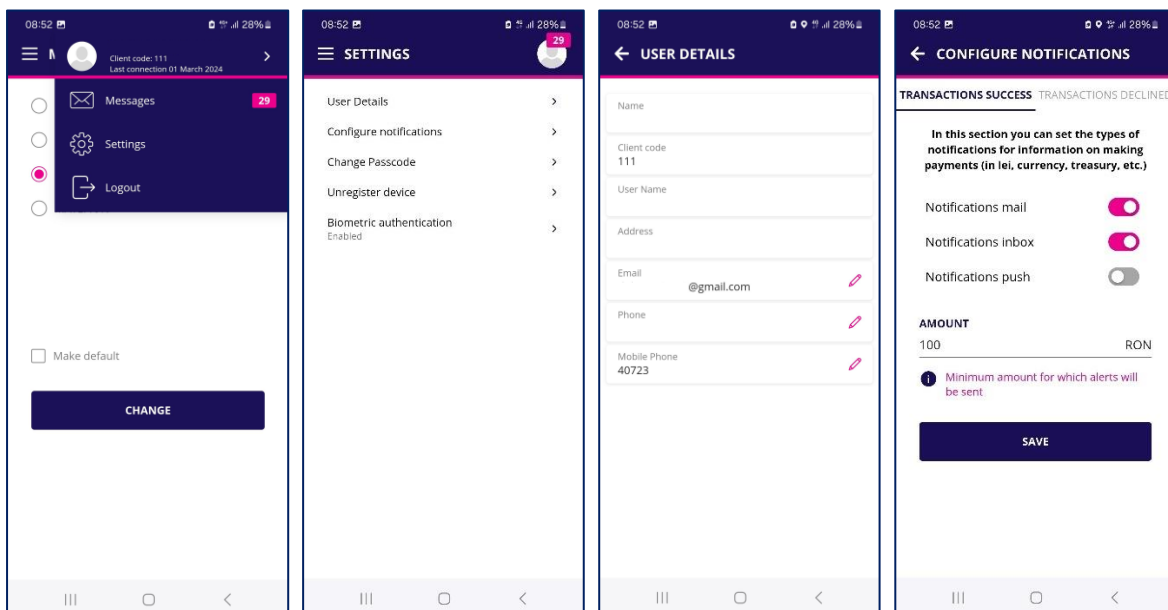 08:52
28%
M
Client code: 111
Last connection 01 March 2024
Messages
29
Settings
Logout
Make default
CHANGE
08:52
28%
SETTINGS
29
User Details
Configure notifications
Change Passcode
Unregister device
Biometric authentication
Enabled
08:52
28%
USER DETAILS
Name
Client code
111
User Name
Address
Email
@gmail.com
Phone
Mobile Phone
40723
08:52
28%
CONFIGURE NOTIFICATIONS
TRANSACTIONS SUCCESS TRANSACTIONS DECLINED
In this section you can set the types of
notifications for information on making
payments (in lei, currency, treasury, etc.)
Notifications mail
Notifications inbox
Notifications push
AMOUNT
100 RON
Minimum amount for which alerts will
be sent
SAVE